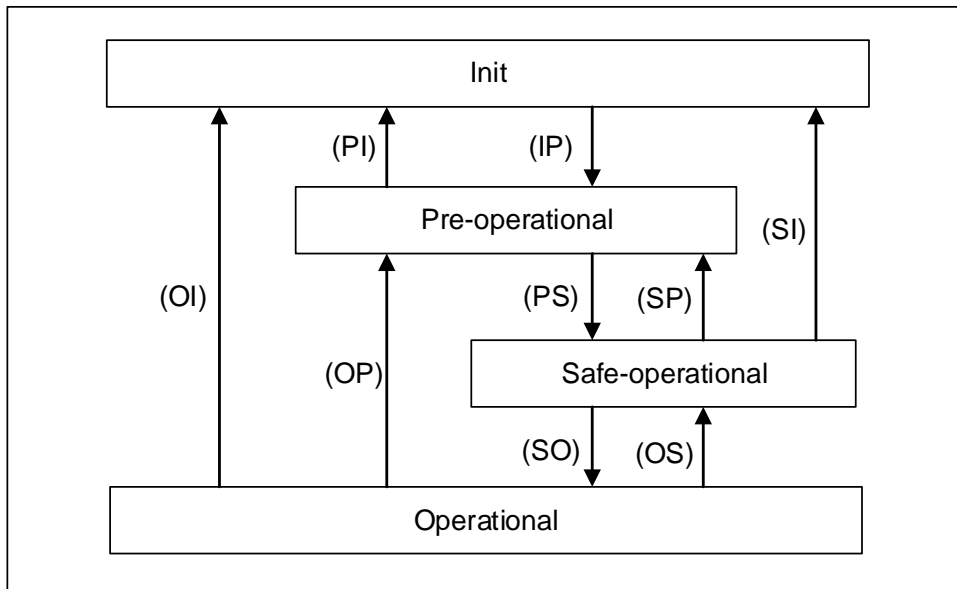 Init
(PI)
(IP)
Pre-operational
(SI)
(OI)
(PS)
(SP)
(OP)
Safe-operational
(SO)
(OS)
Operational